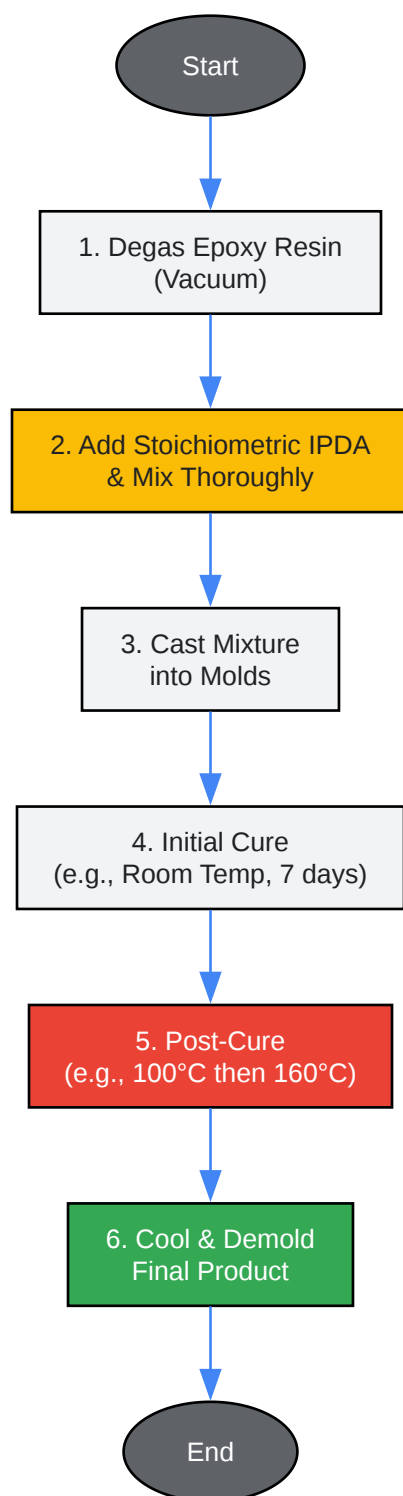 Start
1. Degas Epoxy Resin
(Vacuum)
2. Add Stoichiometric IPDA
& Mix Thoroughly
3. Cast Mixture
into Molds
4. Initial Cure
(e.g., Room Temp, 7 days)
5. Post-Cure
(e.g., 100°C then 160°C)
6. Cool & Demold
Final Product
End